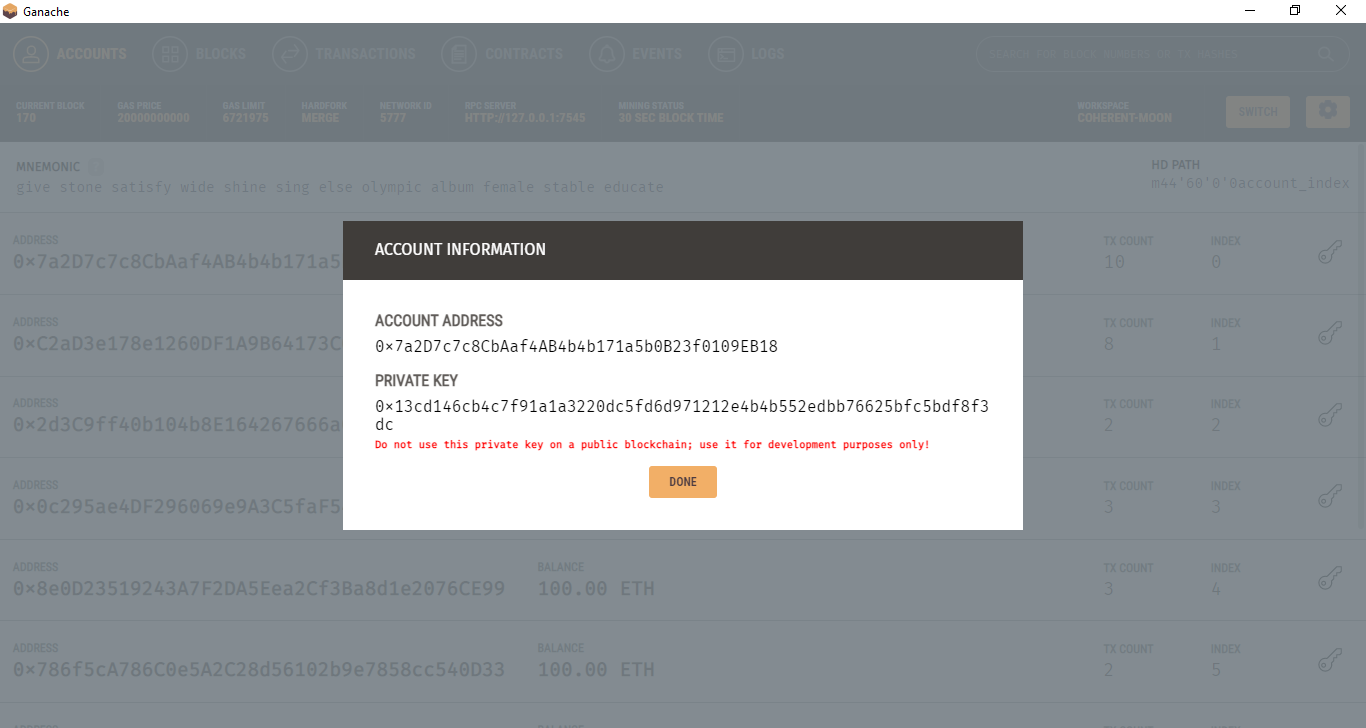 Ganache
ACCOUNTS BLOCKS TRANSACTIONS CONTRACTS EVENTS LOGS SEARCH FOR BLOCK NUMBERS OR TX HASHES
CURRENT BLOCK GAS PRICE GAS LIMIT HARDFORK NETWORK ID RPC SERVER MINING STATUS WORKSPACE
170 20000000000 6721975 MERGE 5777 HTTP://127.0.0.1:7545 30 SEC BLOCK TIME COHERENT-MOON SWITCH
MNEMONIC ? HD PATH
give stone satisfy wide shine sing else olympic album female stable educate m44'60'0'0account_index
ADDRESS TX COUNT INDEX
0×7a2D7c7c8CbAaf4AB4b4b171a5 10 0
ADDRESS TX COUNT INDEX
0×C2aD3e178e1260DF1A9B64173C 8 1
ADDRESS TX COUNT INDEX
0×2d3C9ff40b104b8E164267666a 2 2
ADDRESS TX COUNT INDEX
0×0c295ae4DF296069e9A3C5faF5 3 3
ACCOUNT INFORMATION
ACCOUNT ADDRESS
0×7a2D7c7c8CbAaf4AB4b4b171a5b0B23f0109EB18
PRIVATE KEY
0×13cd146cb4c7f91a1a3220dc5fd6d971212e4b4b552edbb76625bfc5bdf8f3
dc
Do not use this private key on a public blockchain; use it for development purposes only!
DONE
ADDRESS BALANCE TX COUNT INDEX
0×8e0D23519243A7F2DA5Eea2Cf3Ba8d1e2076CE99 100.00 ETH 3 4
ADDRESS BALANCE TX COUNT INDEX
0×786f5cA786C0e5A2C28d56102b9e7858cc540D33 100.00 ETH 2 5